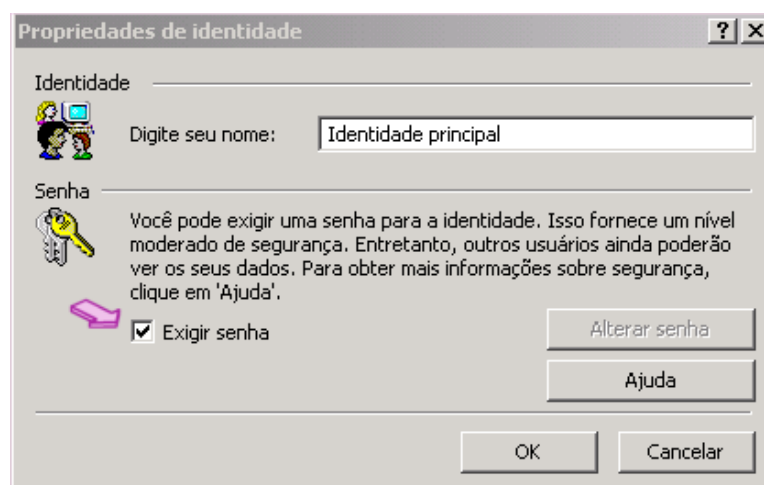 Propriedades de identidade
Identidade
Digite seu nome: Identidade principal
Senha
Você pode exigir uma senha para a identidade. Isso fornece um nível
moderado de segurança. Entretanto, outros usuários ainda poderão
ver os seus dados. Para obter mais informações sobre segurança,
clique em 'Ajuda'.
Exigir senha
Alterar senha
Ajuda
OK Cancelar